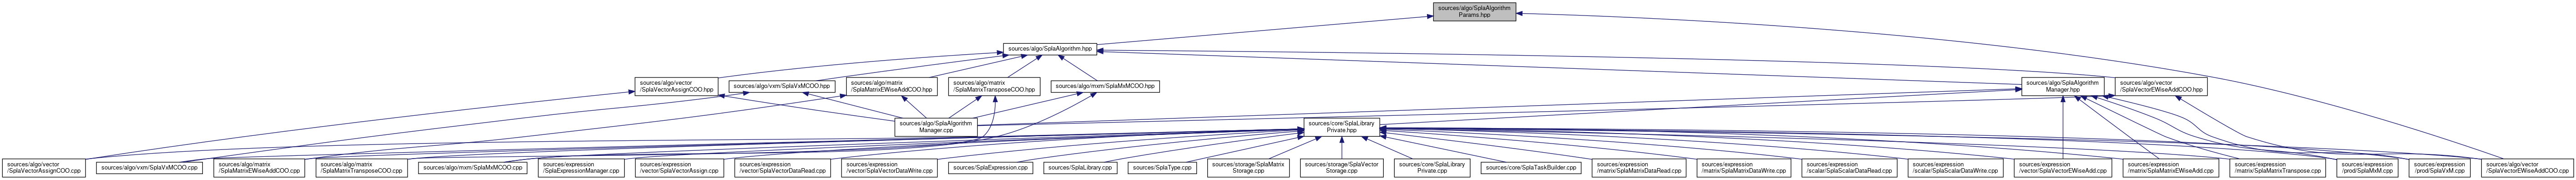 sources/algo/SplaAlgorithm
Params.hpp
sources/algo/SplaAlgorithm.hpp
sources/algo/vector
/SplaVectorAssignCOO.hpp
sources/algo/vxm/SplaVxMCOO.hpp
sources/algo/matrix
/SplaMatrixEWiseAddCOO.hpp
sources/algo/matrix
/SplaMatrixTransposeCOO.hpp
sources/algo/mxm/SplaMxMCOO.hpp
sources/algo/SplaAlgorithm
Manager.hpp
sources/algo/vector
/SplaVectorEWiseAddCOO.hpp
sources/algo/SplaAlgorithm
Manager.cpp
sources/core/SplaLibrary
Private.hpp
sources/algo/vector
/SplaVectorAssignCOO.cpp
sources/algo/vxm/SplaVxMCOO.cpp
sources/algo/matrix
/SplaMatrixEWiseAddCOO.cpp
sources/algo/matrix
/SplaMatrixTransposeCOO.cpp
sources/algo/mxm/SplaMxMCOO.cpp
sources/expression
/SplaExpressionManager.cpp
sources/expression
/vector/SplaVectorAssign.cpp
sources/expression
/vector/SplaVectorDataRead.cpp
sources/expression
/vector/SplaVectorDataWrite.cpp
sources/SplaExpression.cpp
sources/SplaLibrary.cpp
sources/SplaType.cpp
sources/storage/SplaMatrix
Storage.cpp
sources/storage/SplaVector
Storage.cpp
sources/core/SplaLibrary
Private.cpp
sources/core/SplaTaskBuilder.cpp
sources/expression
/matrix/SplaMatrixDataRead.cpp
sources/expression
/matrix/SplaMatrixDataWrite.cpp
sources/expression
/scalar/SplaScalarDataRead.cpp
sources/expression
/scalar/SplaScalarDataWrite.cpp
sources/expression
/vector/SplaVectorEWiseAdd.cpp
sources/expression
/matrix/SplaMatrixEWiseAdd.cpp
sources/expression
/matrix/SplaMatrixTranspose.cpp
sources/expression
/prod/SplaMxM.cpp
sources/expression
/prod/SplaVxM.cpp
sources/algo/vector
/SplaVectorEWiseAddCOO.cpp